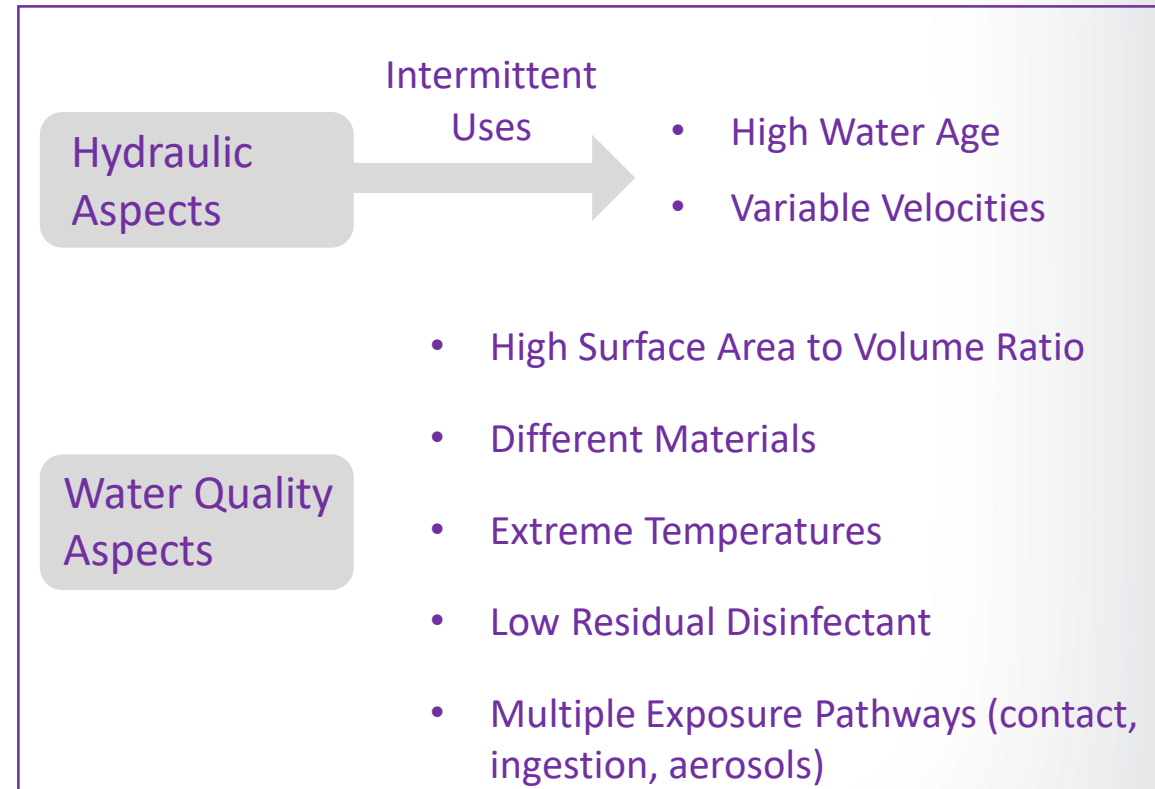 Intermittent
Uses
Hydraulic
Aspects
• High Water Age
• Variable Velocities
Water Quality
Aspects
• High Surface Area to Volume Ratio
• Different Materials
• Extreme Temperatures
• Low Residual Disinfectant
• Multiple Exposure Pathways (contact,
ingestion, aerosols)